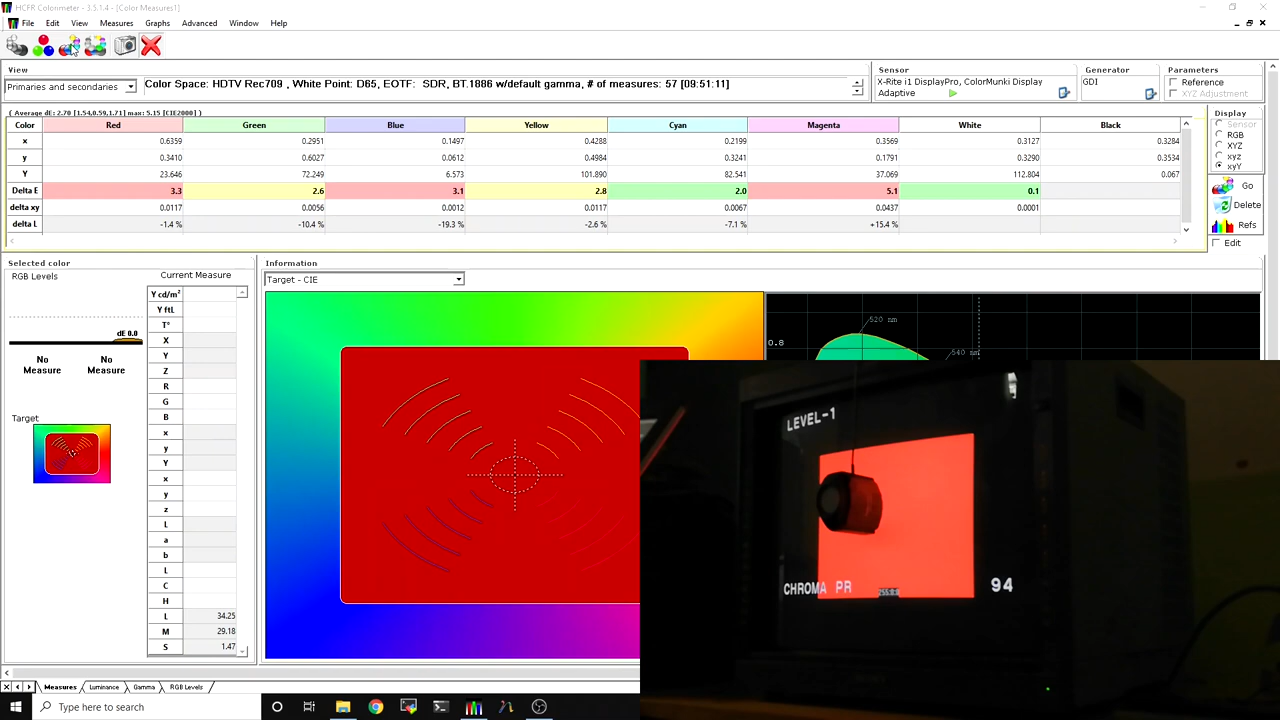 HCFR Colorimeter - 3.5.1.4 - [Color Measures1]
File Edit View Measures Graphs Advanced Window Help
View
Primaries and secondaries
Color Space: HDTV Rec709 , White Point: D65, EOTF: SDR, BT.1886 w/default gamma, # of measures: 57 [09:51:11]
Sensor
X-Rite i1 DisplayPro, ColorMunki Display
Adaptive
Generator
GDI
Parameters
Reference
XYZ Adjustment
( Average dE: 2.70 [1.54,0.59,1.71] max: 5.15 [CIE2000] )
Color Red Green Blue Yellow Cyan Magenta White Black
x 0.6359 0.2951 0.1497 0.4288 0.2199 0.3569 0.3127 0.3284
y 0.3410 0.6027 0.0612 0.4984 0.3241 0.1791 0.3290 0.3534
Y 23.646 72.249 6.573 101.890 82.541 37.069 112.804 0.067
Delta E 3.3 2.6 3.1 2.8 2.0 5.1 0.1
delta xy 0.0117 0.0056 0.0012 0.0117 0.0067 0.0437 0.0001
delta L -1.4 % -10.4 % -19.3 % -2.6 % -7.1 % +15.4 %
Display
Sensor
RGB
XYZ
xyz
xyY
Go
Delete
Refs
Edit
Selected color
RGB Levels
dE 0.0
No Measure
No Measure
Target
Current Measure
Y cd/m²
Y ftL
T°
X
Y
Z
R
G
B
x
y
Y
x
y
z
L
a
b
L
C
H
L 34.25
M 29.18
S 1.47
Information
Target - CIE
520 nm
0.8
540 nm
LEVEL-1
CHROMA PR
94
Measures Luminance Gamma RGB Levels
Type here to search